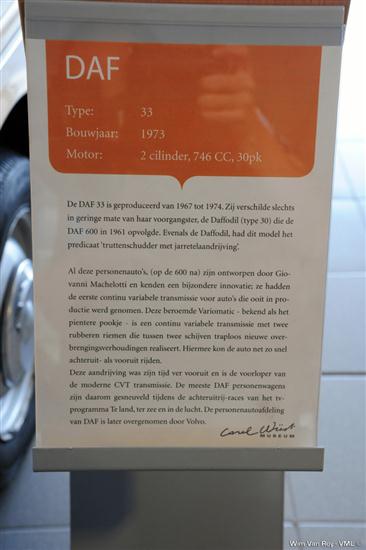 DAF
Type: 33
Bouwjaar: 1973
Motor: 2 cilinder, 746 CC, 30pk
De DAF 33 is geproduceerd van 1967 tot 1974. Zij verschilde slechts
in geringe mate van haar voorgangster, de Daffodil (type 30) die de
DAF 600 in 1961 opvolgde. Evenals de Daffodil, had dit model het
predicaat 'truttenschudder met jarretelaandrijving'.
Al deze personenauto's, (op de 600 na) zijn ontworpen door Gio-
vanni Machelotti en kenden een bijzondere innovatie; ze hadden
de eerste continu variabele transmissie voor auto's die ooit in pro-
ductie werd genomen. Deze beroemde Variomatic - bekend als het
pientere pookje - is een continu variabele transmissie met twee
rubberen riemen die tussen twee schijven traploos nieuwe over-
brengingsverhoudingen realiseert. Hiermee kon de auto net zo snel
achteruit- als vooruit rijden.
Deze aandrijving was zijn tijd ver vooruit en is de voorloper van
de moderne CVT transmissie. De meeste DAF personenwagens
zijn daarom gesneuveld tijdens de achteruitrij-races van het tv-
programma Te land, ter zee en in de lucht. De personenautoafdeling
van DAF is later overgenomen door Volvo.
Carel Wüst
MUSEUM
Wim Van Roy - VML ©